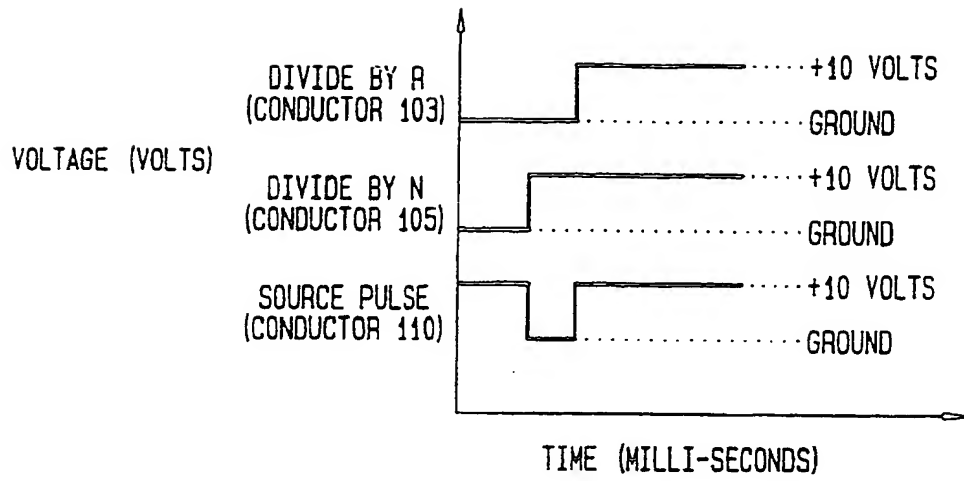 DIVIDE BY R
(CONDUCTOR 103)
+10 VOLTS
GROUND
VOLTAGE (VOLTS)
DIVIDE BY N
(CONDUCTOR 105)
+10 VOLTS
GROUND
SOURCE PULSE
(CONDUCTOR 110)
+10 VOLTS
GROUND
TIME (MILLI-SECONDS)